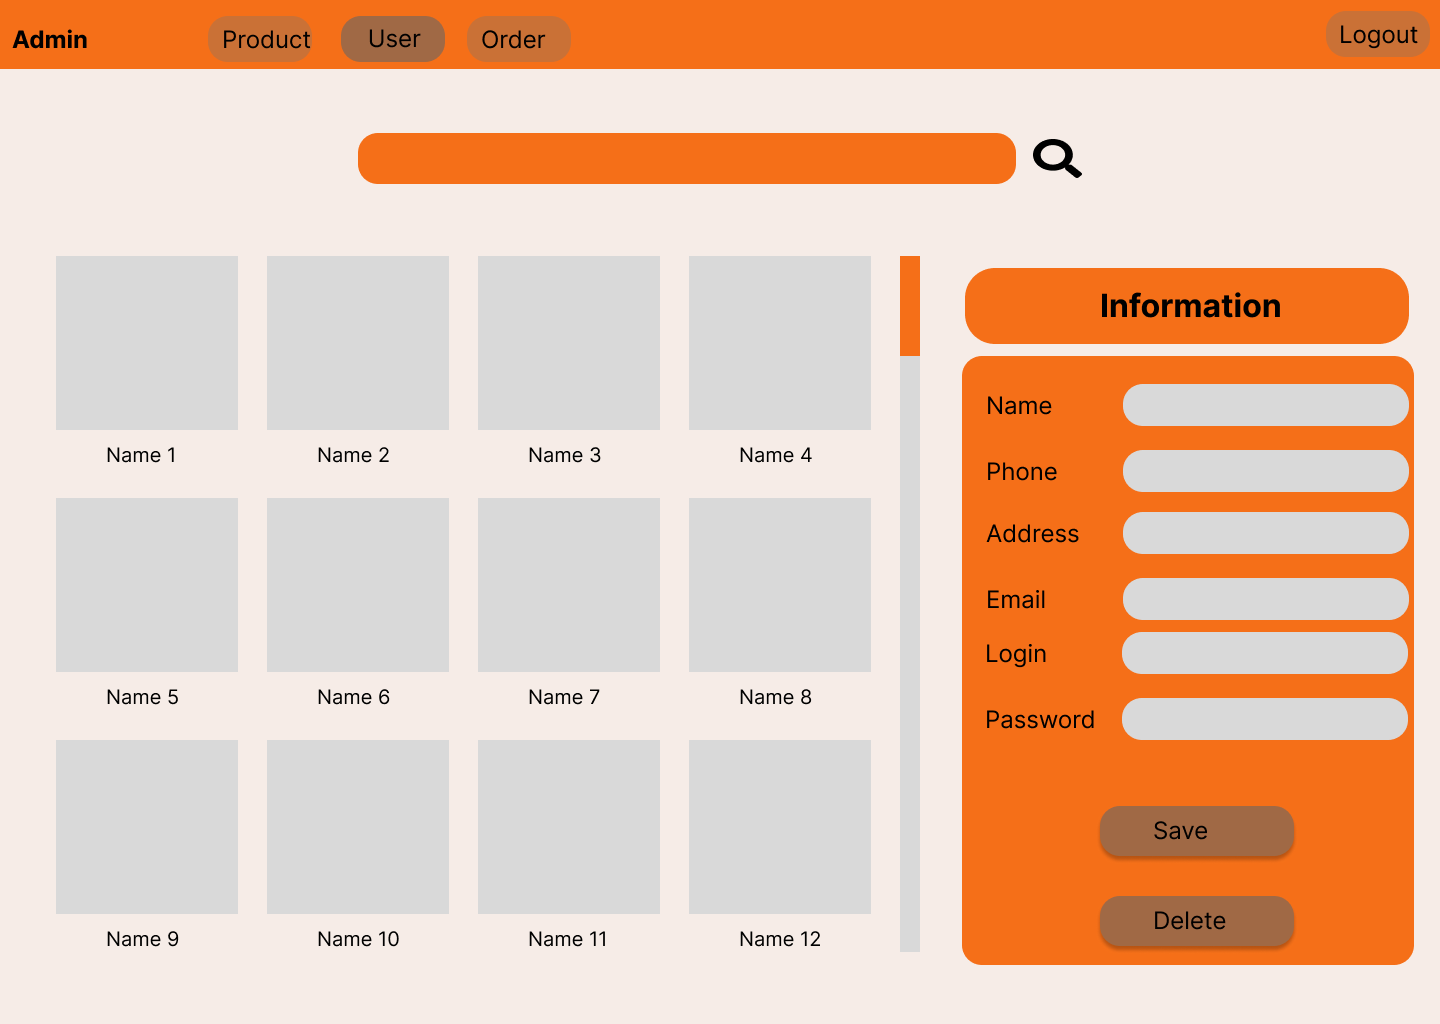 Admin
Product
User
Order
Logout
Name 1
Name 2
Name 3
Name 4
Name 5
Name 6
Name 7
Name 8
Name 9
Name 10
Name 11
Name 12
Information
Name
Phone
Address
Email
Login
Password
Save
Delete